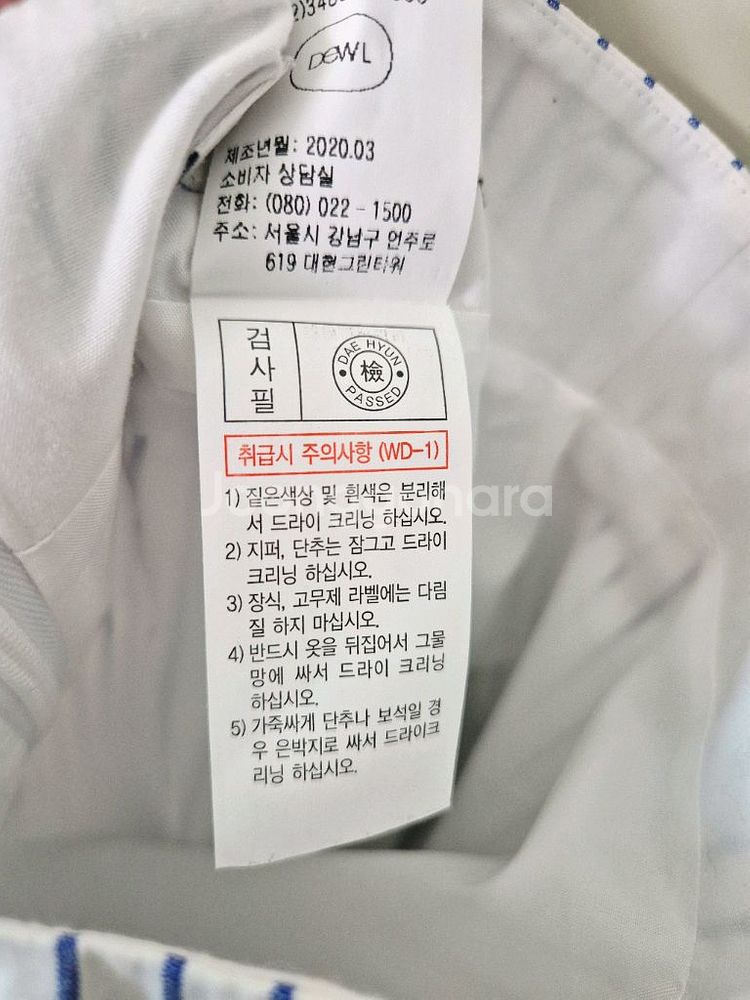 DEWL
제조년월: 2020.03
소비자 상담실
전화: (080) 022-1500
주소: 서울시 강남구 언주로
619 대현그린타워
검
사
필
DAE HYUN
檢
PASSED
취급시 주의사항 (WD-1)
1) 짙은색상 및 흰색은 분리해
서 드라이 크리닝 하십시오.
2) 지퍼, 단추는 잠그고 드라이
크리닝 하십시오.
3) 장식, 고무제 라벨에는 다림
질 하지 마십시오.
4) 반드시 옷을 뒤집어서 그물
망에 싸서 드라이 크리닝
하십시오.
5) 가죽싸게 단추나 보석일 경
우 은박지로 싸서 드라이크
리닝 하십시오.